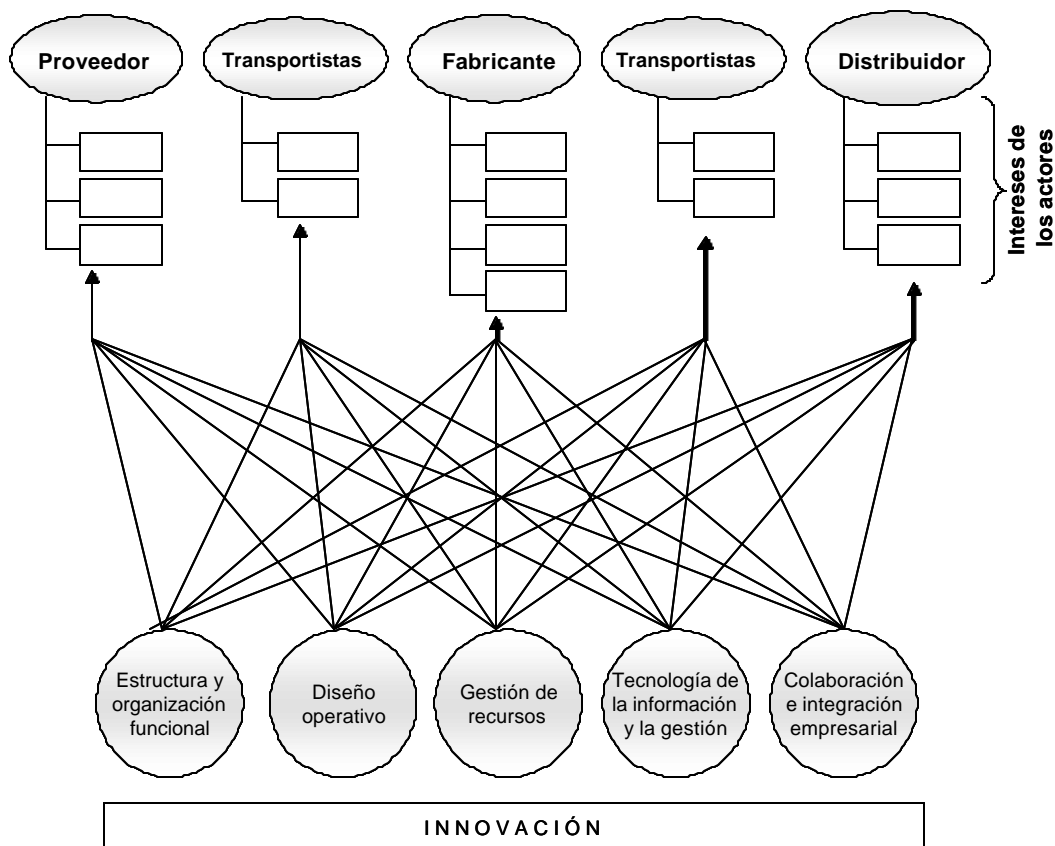 Proveedor
Transportistas
Fabricante
Transportistas
Distribuidor
Intereses de
los actores
Estructura y
organización
funcional
Diseño
operativo
Gestión de
recursos
Tecnología de
la información
y la gestión
Colaboración
e integración
empresarial
INNOVACIÓN